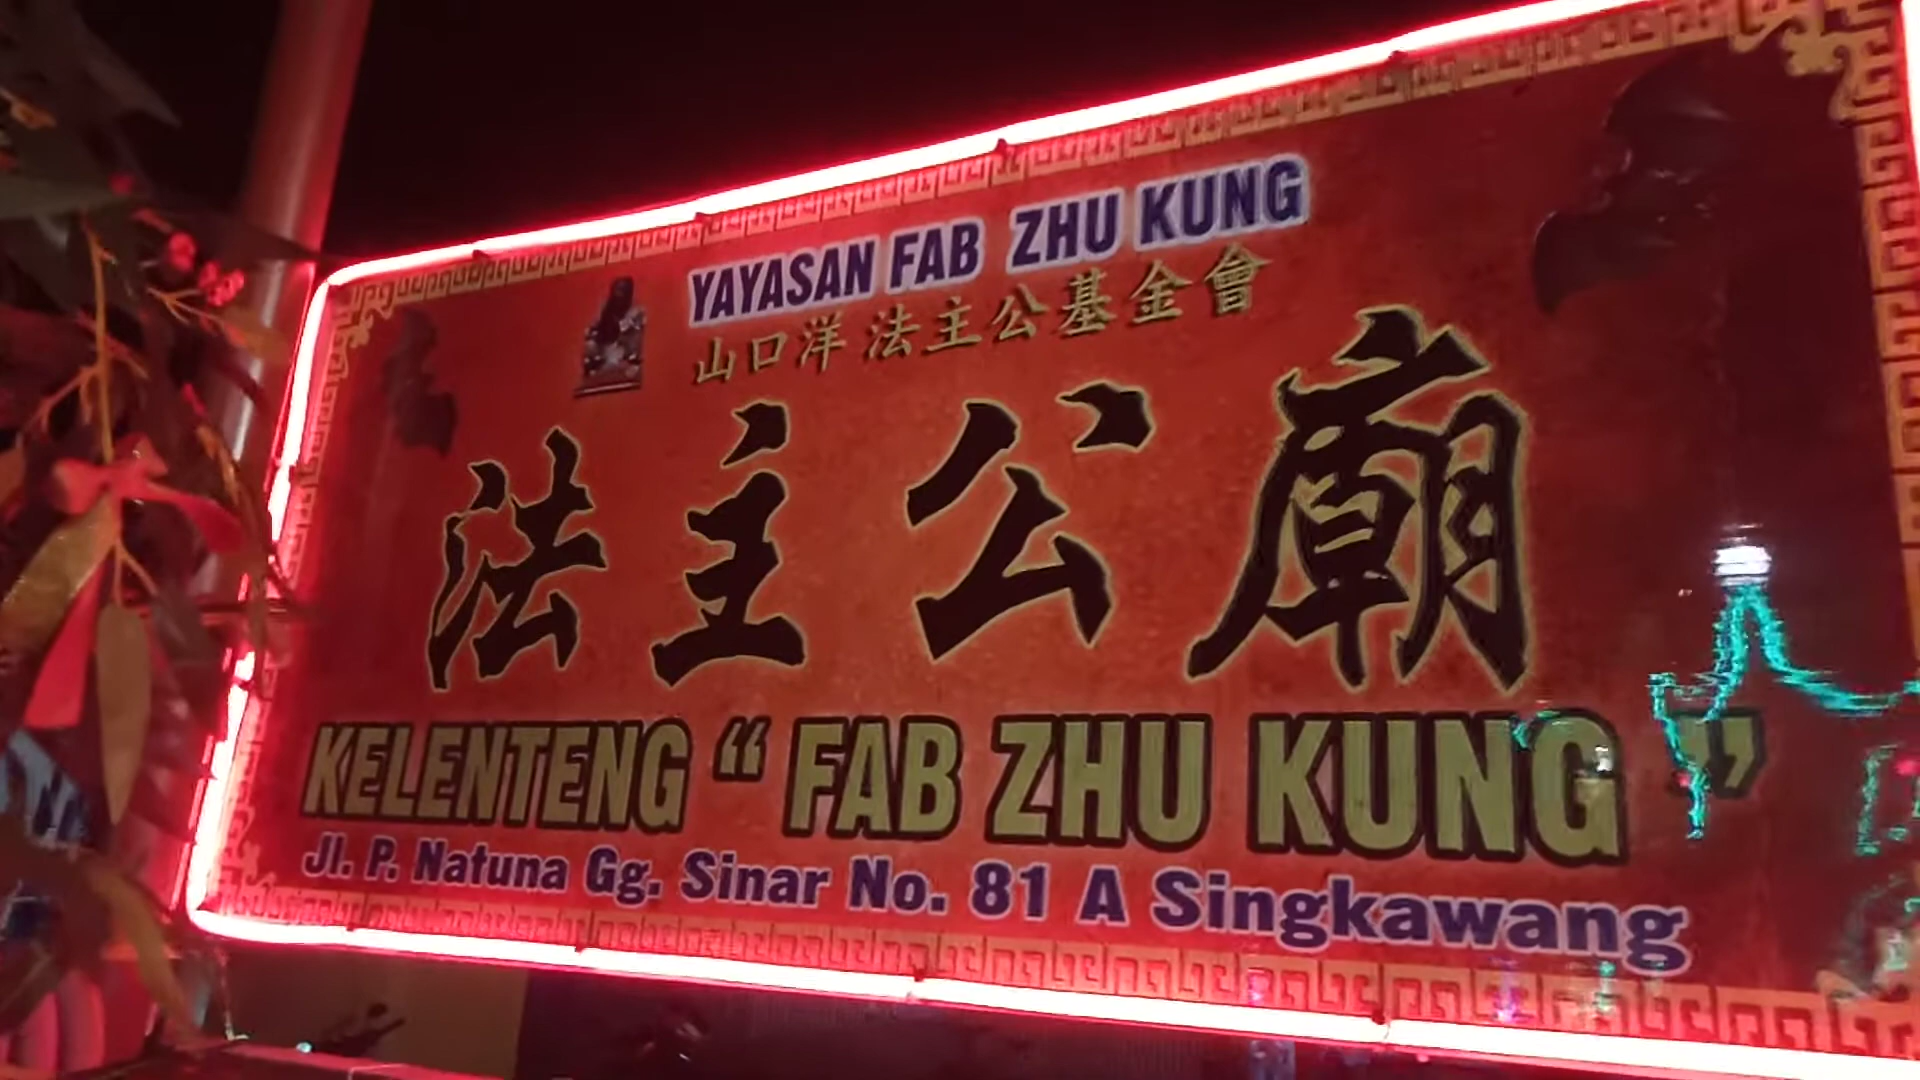 YAYASAN FAB ZHU KUNG
山口洋 法主公基金會
法主公廟
KELENTENG “ FAB ZHU KUNG ”
Jl. P. Natuna Gg. Sinar No. 81 A Singkawang